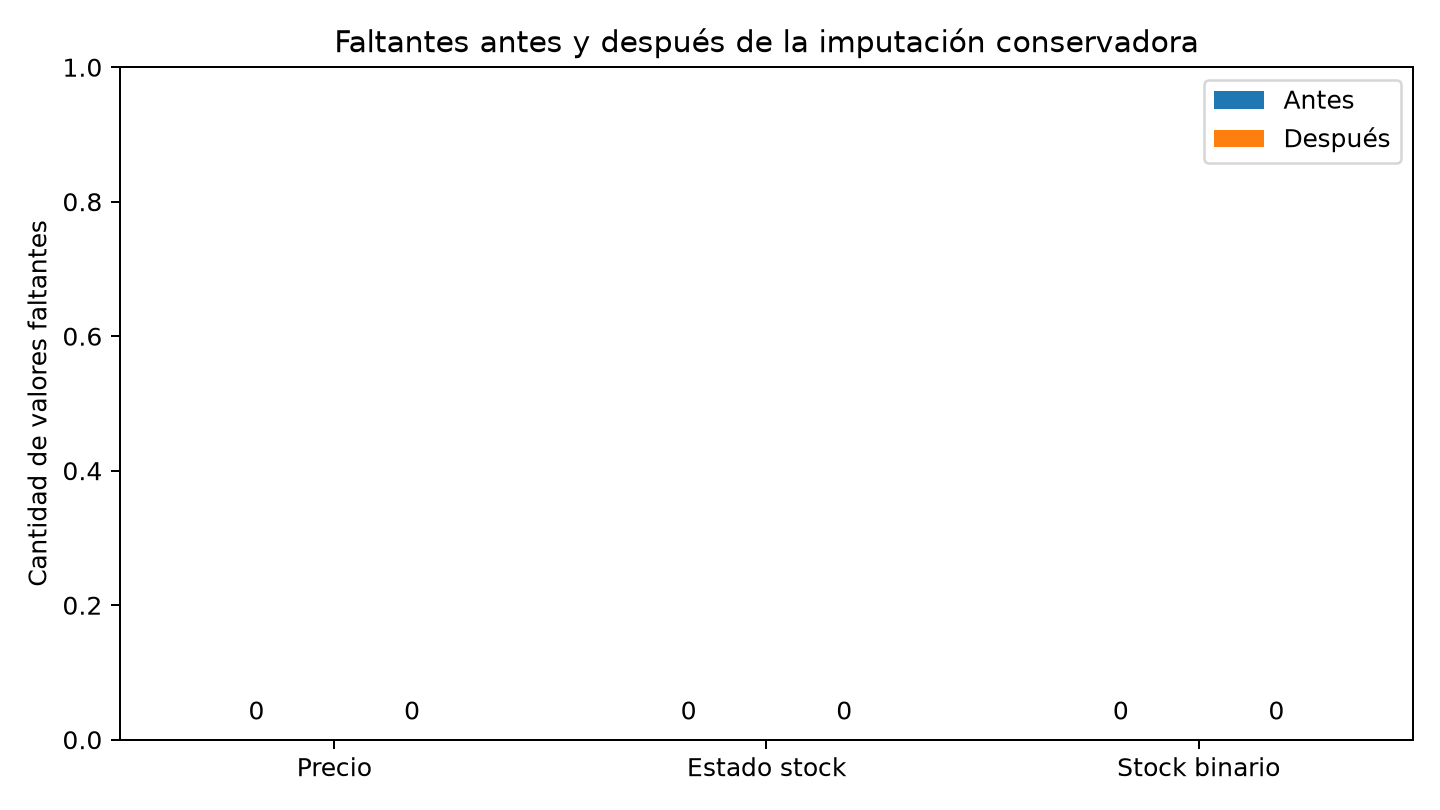 Faltantes antes y después de la imputación conservadora
1.0
0.8
0.6
0.4
0.2
0.0
Cantidad de valores faltantes
Antes
Después
0 0 0 0 0 0
Precio Estado stock Stock binario